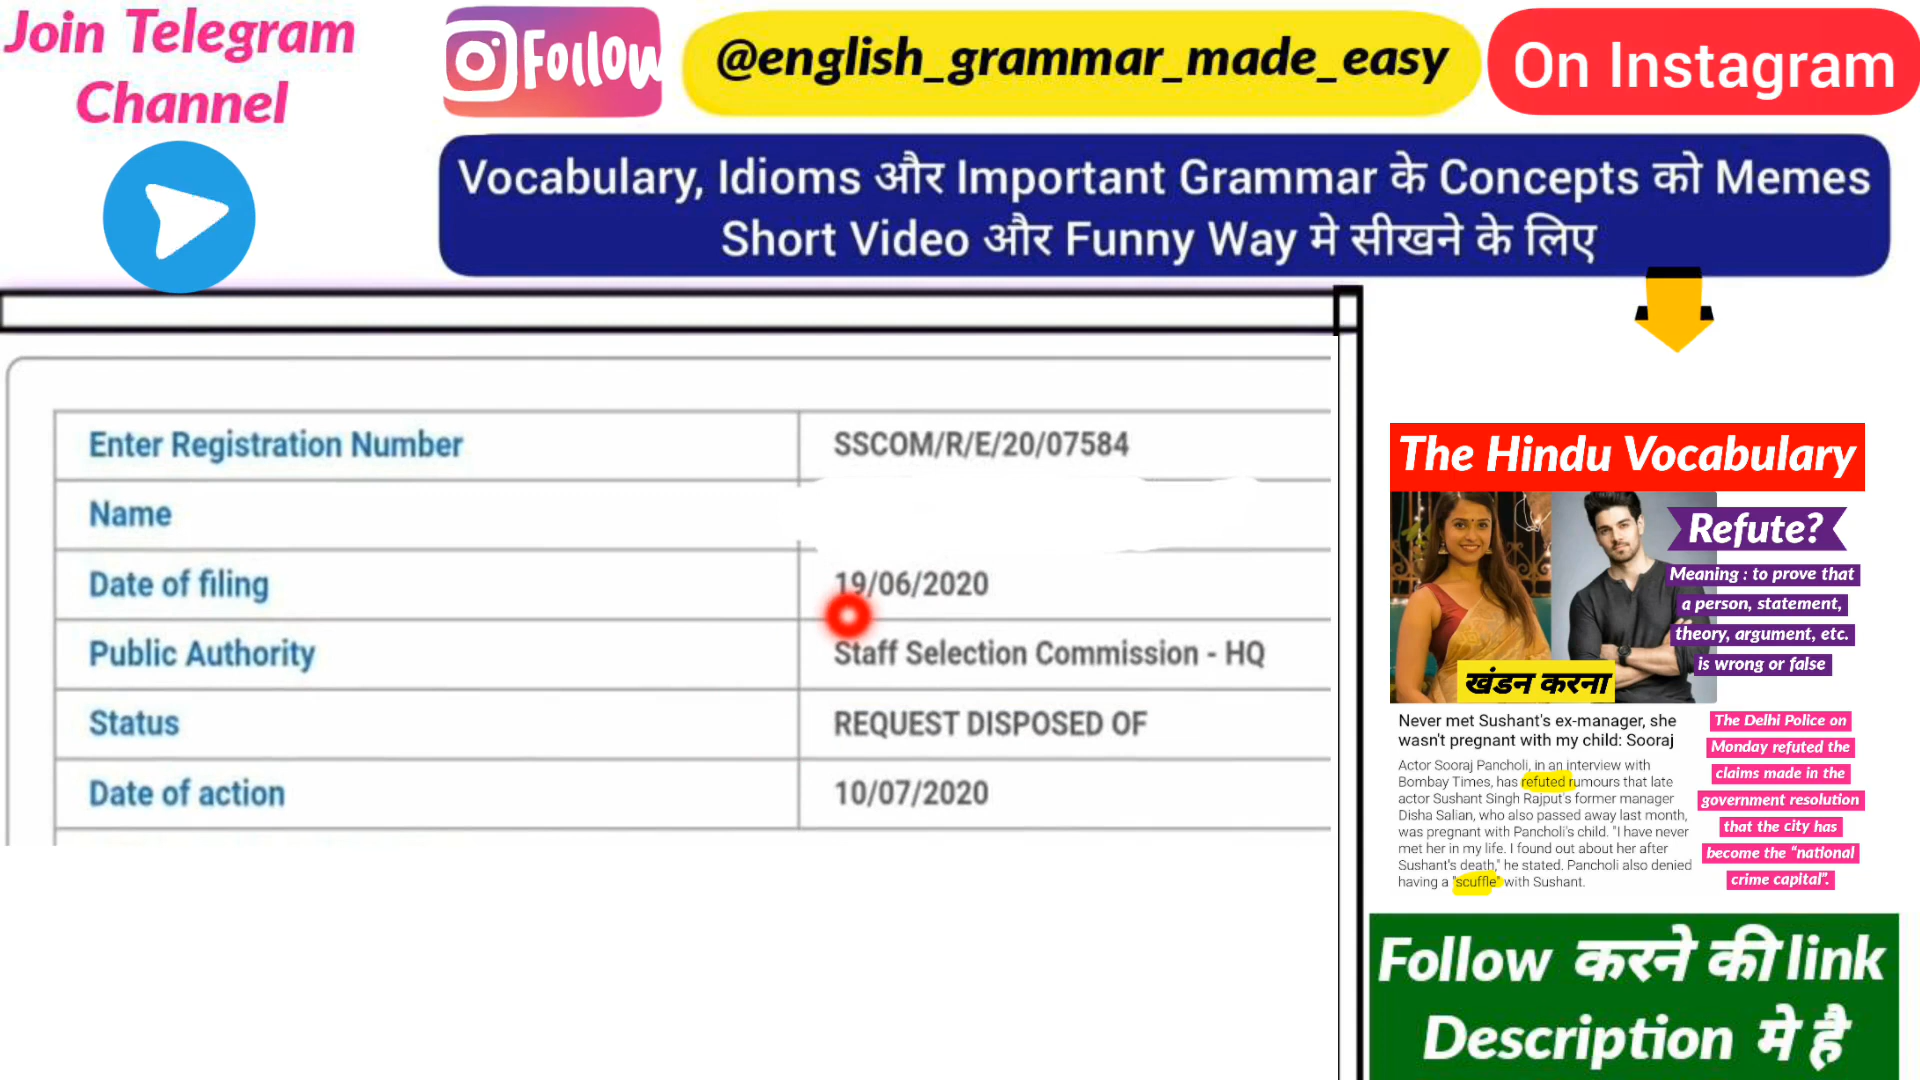 Join Telegram
Channel
Follow
@english_grammar_made_easy
On Instagram
Vocabulary, Idioms और Important Grammar के Concepts को Memes
Short Video और Funny Way मे सीखने के लिए
Enter Registration Number SSCOM/R/E/20/07584
Name
Date of filing 19/06/2020
Public Authority Staff Selection Commission - HQ
Status REQUEST DISPOSED OF
Date of action 10/07/2020
The Hindu Vocabulary
Refute?
Meaning : to prove that
a person, statement,
theory, argument, etc.
is wrong or false
खंडन करना
Never met Sushant's ex-manager, she
wasn't pregnant with my child: Sooraj
Actor Sooraj Pancholi, in an interview with
Bombay Times, has refuted rumours that late
actor Sushant Singh Rajput's former manager
Disha Salian, who also passed away last month,
was pregnant with Pancholi's child. "I have never
met her in my life. I found out about her after
Sushant's death," he stated. Pancholi also denied
having a "scuffle" with Sushant.
The Delhi Police on
Monday refuted the
claims made in the
government resolution
that the city has
become the “national
crime capital”.
Follow करने की link
Description मे है